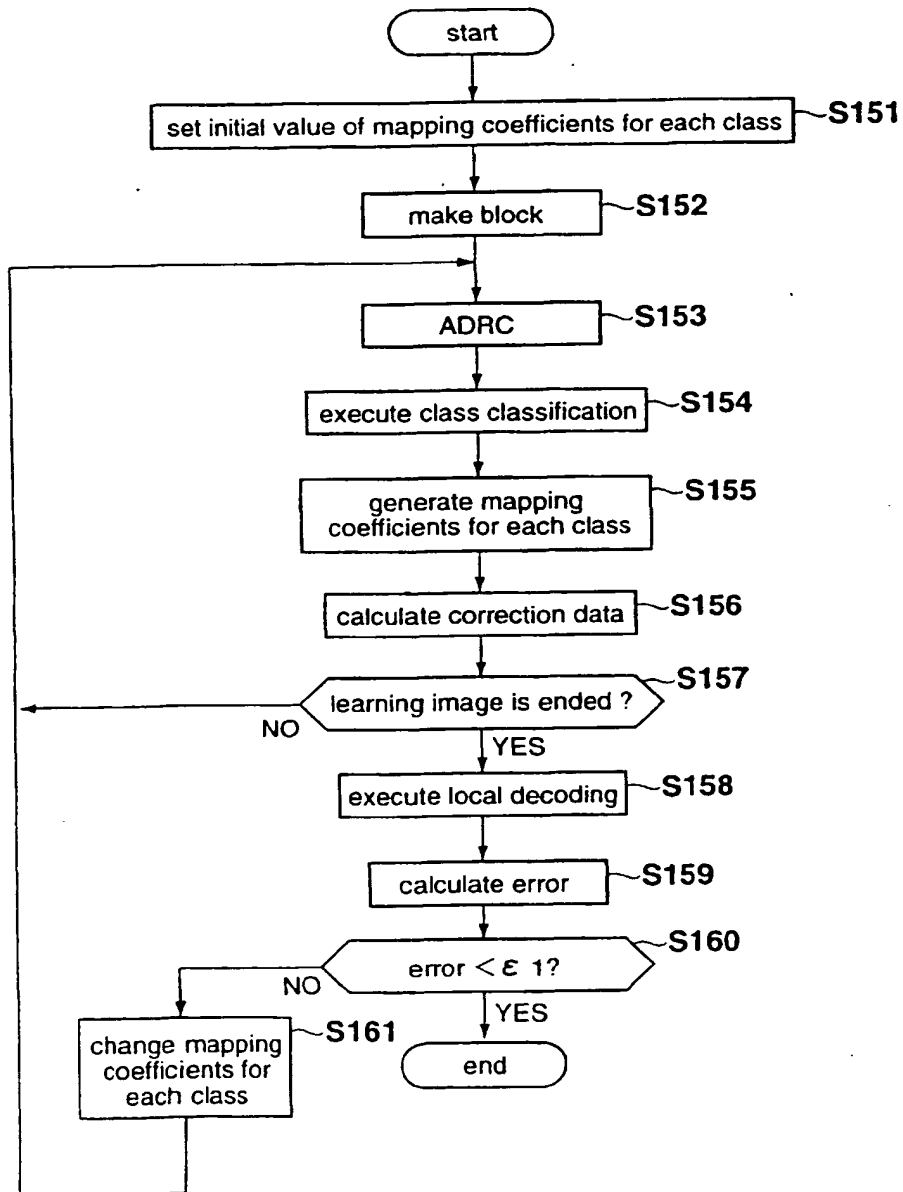 start
set initial value of mapping coefficients for each class
S151
make block
S152
ADRC
S153
execute class classification
S154
generate mapping
coefficients for each class
S155
calculate correction data
S156
learning image is ended ?
S157
NO
YES
execute local decoding
S158
calculate error
S159
error < ε 1?
S160
NO
YES
change mapping
coefficients for
each class
S161
end